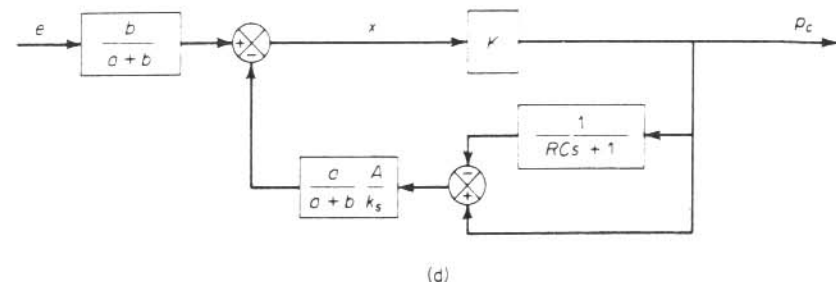 e
b
a + b
+
−
x
K
p_c
1
RCs + 1
−
+
a
a + b
A
k_s
(d)